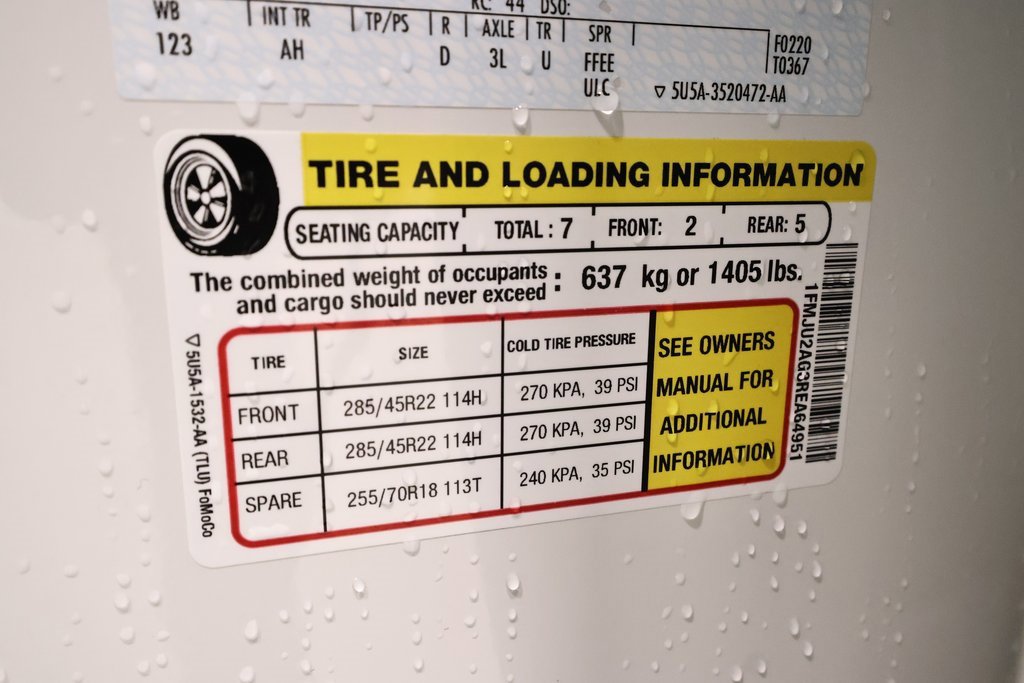 RC: 44 DSO:
WB INT TR TP/PS R AXLE TR SPR
123 AH D 3L U FFEE
ULC
F0220
T0367
▽ 5U5A-3520472-AA
TIRE AND LOADING INFORMATION
SEATING CAPACITY TOTAL : 7 FRONT: 2 REAR: 5
The combined weight of occupants
and cargo should never exceed : 637 kg or 1405 lbs.
TIRE SIZE COLD TIRE PRESSURE
FRONT 285/45R22 114H 270 KPA, 39 PSI
REAR 285/45R22 114H 270 KPA, 39 PSI
SPARE 255/70R18 113T 240 KPA, 35 PSI
SEE OWNERS
MANUAL FOR
ADDITIONAL
INFORMATION
▽ 5U5A-1532-AA (TLU) FoMoCo
1FMJU2AG3REA64951